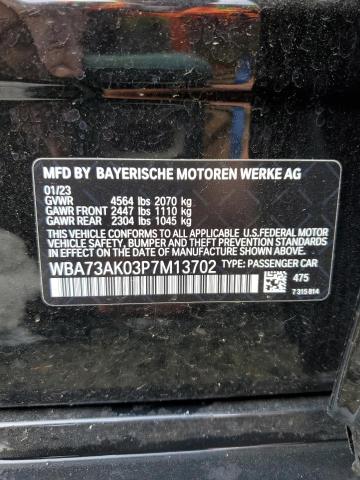 MFD BY BAYERISCHE MOTOREN WERKE AG
01/23
GVWR 4564 lbs 2070 kg
GAWR FRONT 2447 lbs 1110 kg
GAWR REAR 2304 lbs 1045 kg
THIS VEHICLE CONFORMS TO ALL APPLICABLE
U.S.FEDERAL MOTOR
VEHICLE SAFETY, BUMPER, AND THEFT
PREVENTION STANDARDS IN EFFECT
ON THE DATE OF MANUFACTURE SHOWN ABOVE.
WBA73AK03P7M13702
TYPE: PASSENGER CAR
475
7 315 814